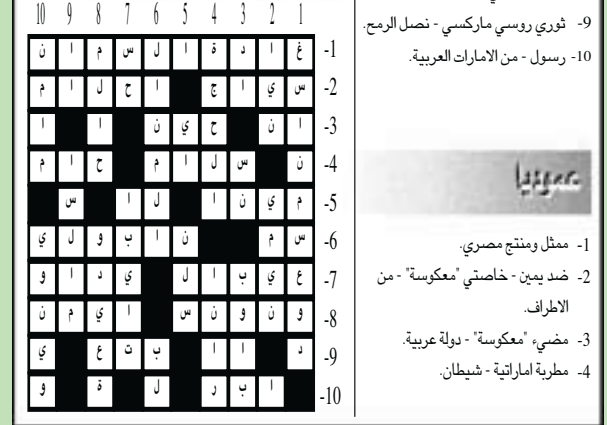 9- ثوري روسي ماركسي - نصل الرمح.
10- رسول - من الامارات العربية.
عموديا
1- ممثل ومنتج مصري.
2- ضد يمين - خاصتي "معكوسة" - من
الاطراف.
3- مضيء "معكوسة" - دولة عربية.
4- مطربة اماراتية - شيطان.
1 2 3 4 5 6 7 8 9 10
1- غ ا د ة ا ل س م ا ن
2- س ي ا ج ا ح ل ا م
3- ا ن ح ي ن ا ا
4- ن س ل ا م ح ا م
5- م ي ن ا ل ا س
6- س م ن ا ب و ل ي
7- ع ي ب ا ل ي د ا و
8- و ن و ن س ا ي م ن
9- د ا ا ب ت ع ي
10- ا ب ر ل ة و